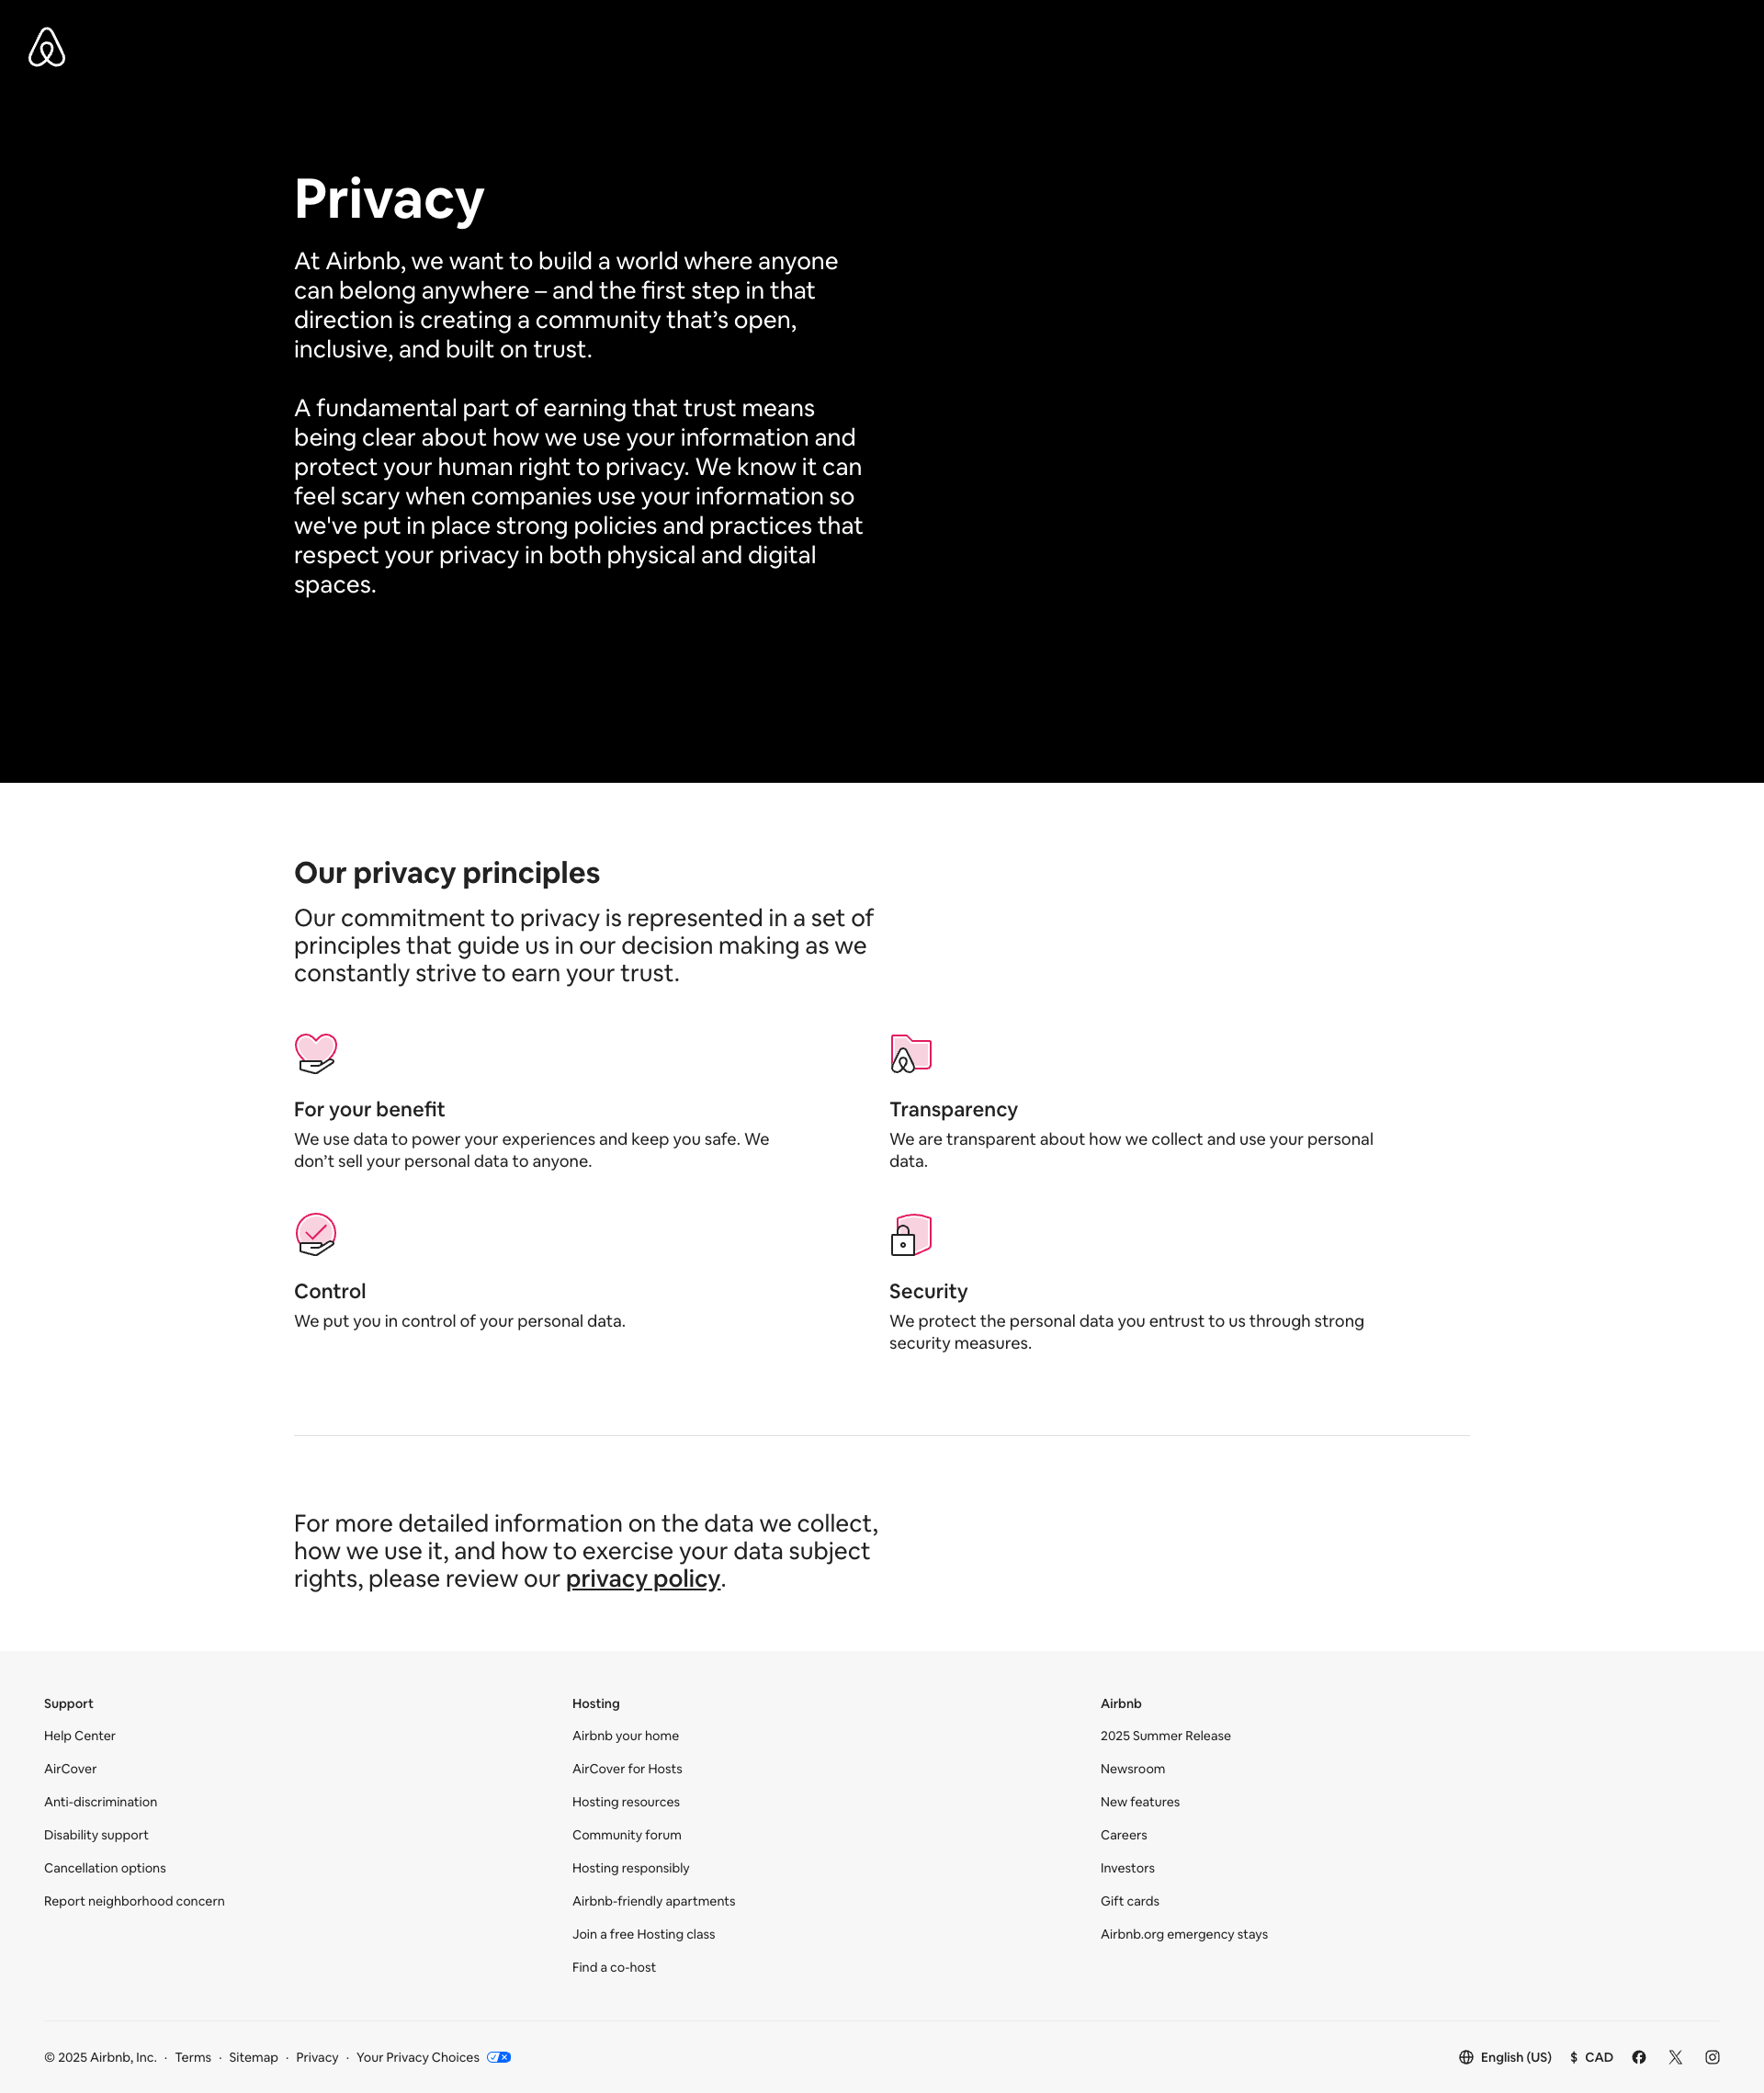 Privacy
At Airbnb, we want to build a world where anyone
can belong anywhere – and the first step in that
direction is creating a community that’s open,
inclusive, and built on trust.
A fundamental part of earning that trust means
being clear about how we use your information and
protect your human right to privacy. We know it can
feel scary when companies use your information so
we've put in place strong policies and practices that
respect your privacy in both physical and digital
spaces.
Our privacy principles
Our commitment to privacy is represented in a set of
principles that guide us in our decision making as we
constantly strive to earn your trust.
For your benefit
We use data to power your experiences and keep you safe. We
don’t sell your personal data to anyone.
Transparency
We are transparent about how we collect and use your personal
data.
Control
We put you in control of your personal data.
Security
We protect the personal data you entrust to us through strong
security measures.
For more detailed information on the data we collect,
how we use it, and how to exercise your data subject
rights, please review our privacy policy.
Support
Help Center
AirCover
Anti-discrimination
Disability support
Cancellation options
Report neighborhood concern
Hosting
Airbnb your home
AirCover for Hosts
Hosting resources
Community forum
Hosting responsibly
Airbnb-friendly apartments
Join a free Hosting class
Find a co-host
Airbnb
2025 Summer Release
Newsroom
New features
Careers
Investors
Gift cards
Airbnb.org emergency stays
© 2025 Airbnb, Inc. · Terms · Sitemap · Privacy · Your Privacy Choices
English (US) $ CAD